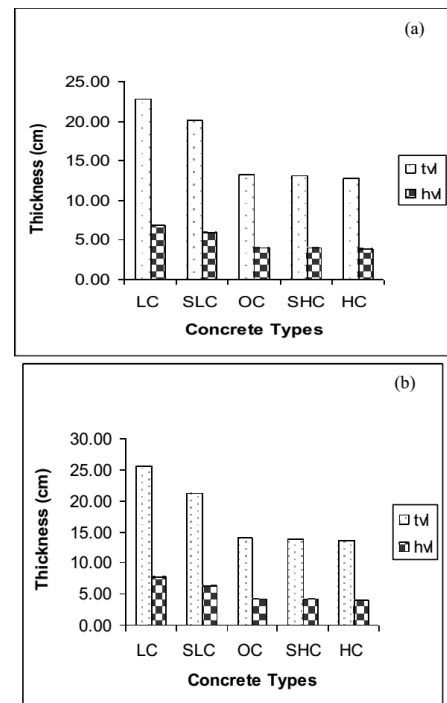 (a)
25.00
20.00
15.00
10.00
5.00
0.00
Thickness (cm)
LC SLC OC SHC HC
Concrete Types
tvl
hvl
(b)
30.00
25.00
20.00
15.00
10.00
5.00
0.00
Thickness (cm)
LC SLC OC SHC HC
Concrete Types
tvl
hvl